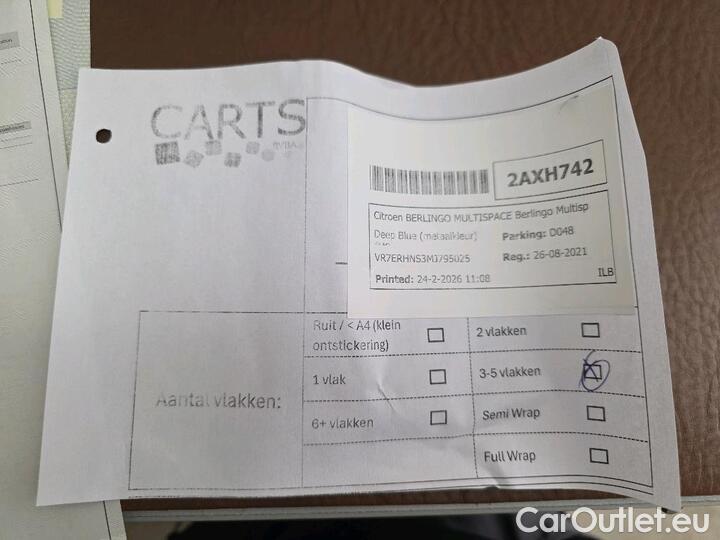 CARTS
BVBA
2AXH742
Citroen BERLINGO MULTISPACE Berlingo Multisp
Deep Blue (metaalkleur)
Parking: D048
VR7ERHNS3MJ795025
Reg.: 26-08-2021
Printed: 24-2-2026 11:08
ILB
Ruit / < A4 (klein
ontstickering)
2 vlakken
1 vlak
3-5 vlakken
Aantal vlakken:
6+ vlakken
Semi Wrap
Full Wrap
CarOutlet.eu